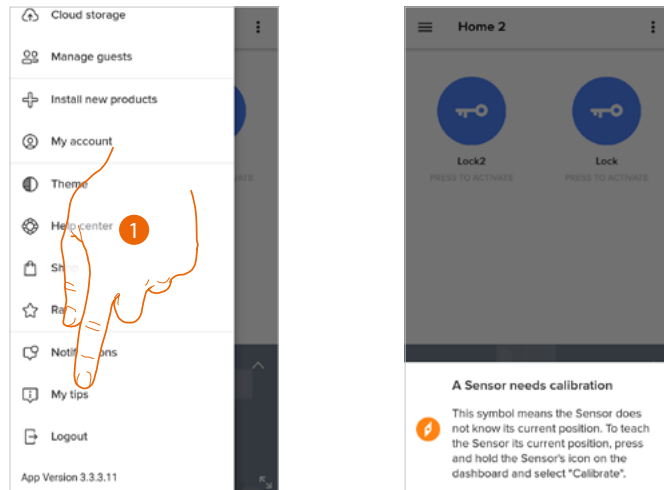 Cloud storage
Manage guests
Install new products
My account
Theme
Help center
Notifications
My tips
Logout
App Version 3.3.3.11
1
Home 2
Lock2
PRESS TO ACTIVATE
Lock
PRESS TO ACTIVATE
A Sensor needs calibration
This symbol means the Sensor does
not know its current position. To teach
the Sensor its current position, press
and hold the Sensor's icon on the
dashboard and select "Calibrate".